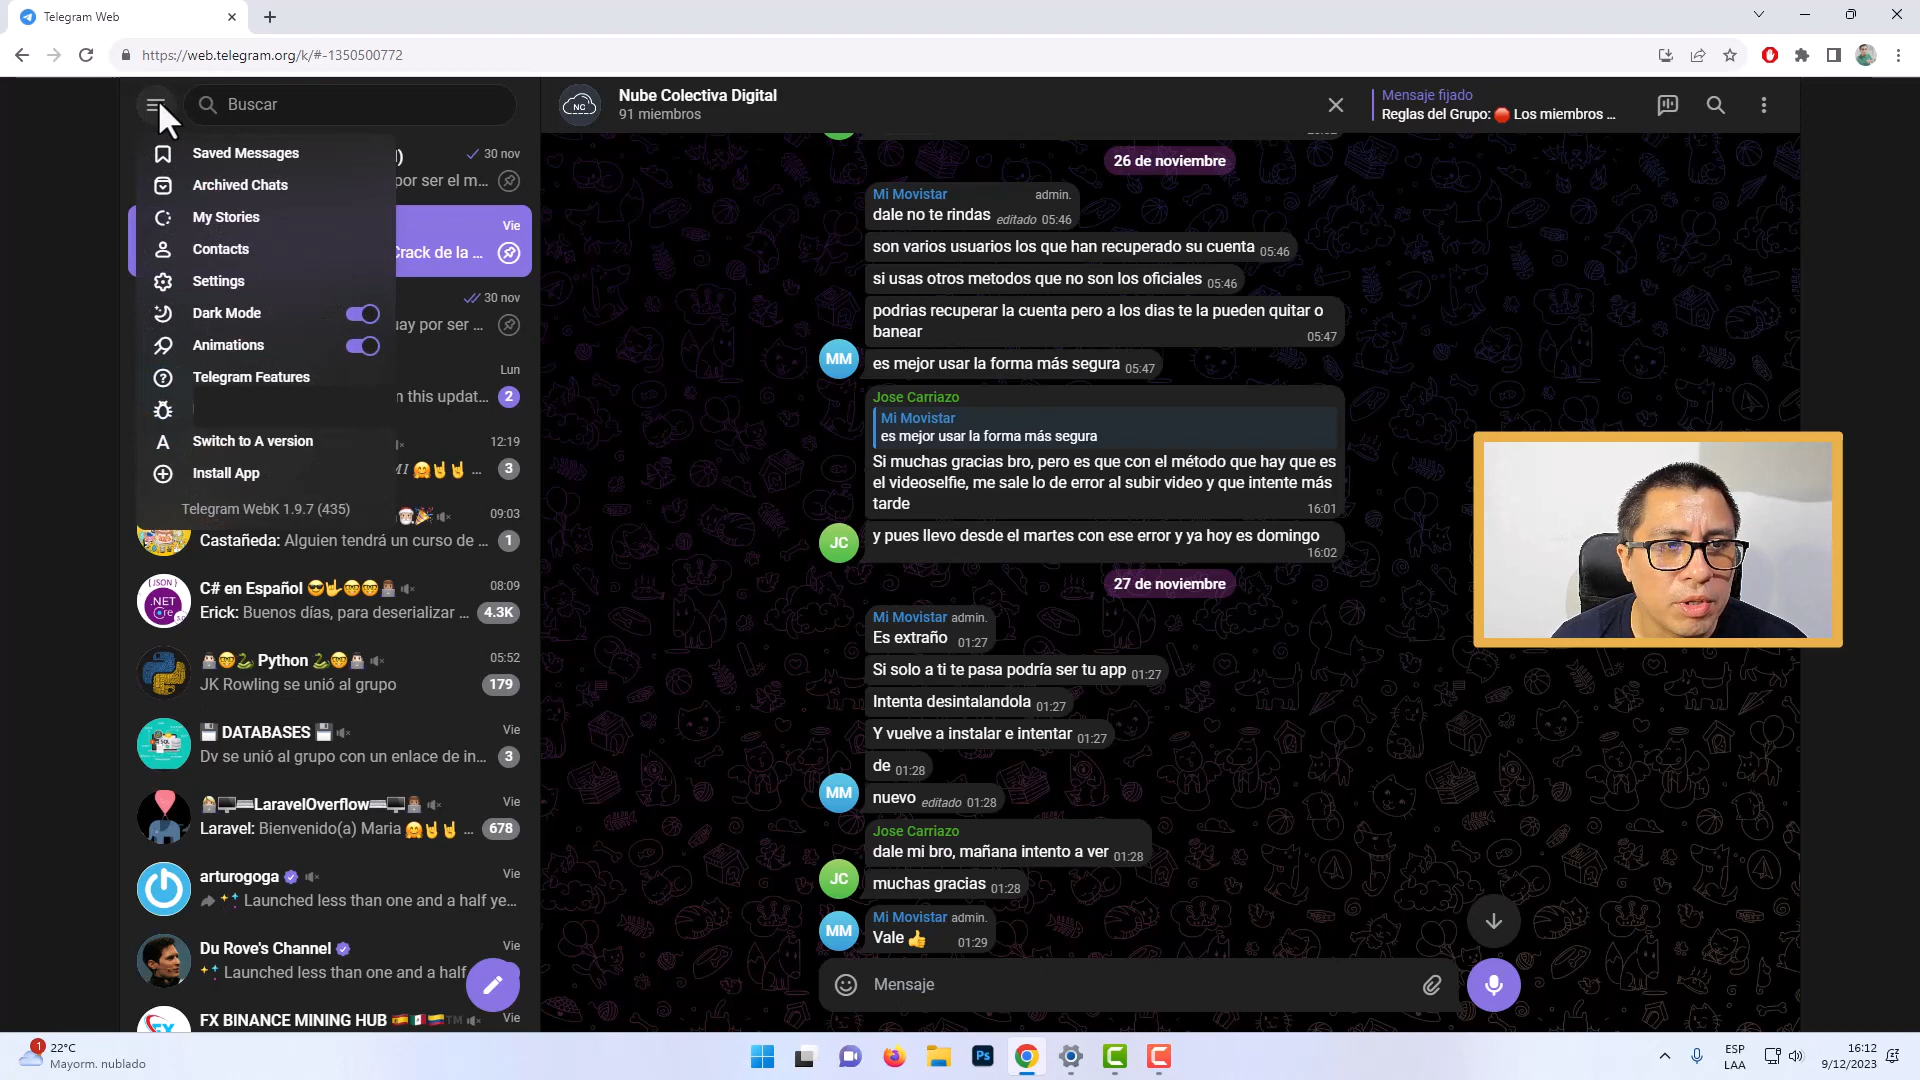 Telegram Web
https://web.telegram.org/k/#-1350500772
Buscar
Saved Messages
Archived Chats
My Stories
Contacts
Settings
Dark Mode
Animations
Telegram Features
Switch to A version
Install App
Telegram WebK 1.9.7 (435)
30 nov
por ser el m...
Vie
Crack de la ...
30 nov
uay por ser ...
Lun
n this updat...
2
12:19
3
09:03
Castañeda: Alguien tendrá un curso de ...
1
C# en Español
08:09
Erick: Buenos días, para deserializar ...
4.3K
Python
05:52
JK Rowling se unió al grupo
179
DATABASES
Vie
Dv se unió al grupo con un enlace de in...
3
LaravelOverflow
Vie
Laravel: Bienvenido(a) Maria ...
678
arturogoga
Vie
Launched less than one and a half ye...
Du Rove's Channel
Vie
Launched less than one and a half
FX BINANCE MINING HUB
Vie
NC
Nube Colectiva Digital
91 miembros
Mensaje fijado
Reglas del Grupo: 🛑 Los miembros ...
26 de noviembre
Mi Movistar admin.
dale no te rindas editado 05:46
son varios usuarios los que han recuperado su cuenta 05:46
si usas otros metodos que no son los oficiales 05:46
podrias recuperar la cuenta pero a los dias te la pueden quitar o
banear 05:47
MM
es mejor usar la forma más segura 05:47
Jose Carriazo
Mi Movistar
es mejor usar la forma más segura
Si muchas gracias bro, pero es que con el método que hay que es
el videoselfie, me sale lo de error al subir video y que intente más
tarde 16:01
JC
y pues llevo desde el martes con ese error y ya hoy es domingo
16:02
27 de noviembre
Mi Movistar admin.
Es extraño 01:27
Si solo a ti te pasa podría ser tu app 01:27
Intenta desintalandola 01:27
Y vuelve a instalar e intentar 01:27
de 01:28
MM
nuevo editado 01:28
Jose Carriazo
dale mi bro, mañana intento a ver 01:28
JC
muchas gracias 01:28
MM
Mi Movistar admin.
Vale 👍 01:29
Mensaje
1
22°C
Mayorm. nublado
Ps
ESP
LAA
16:12
9/12/2023